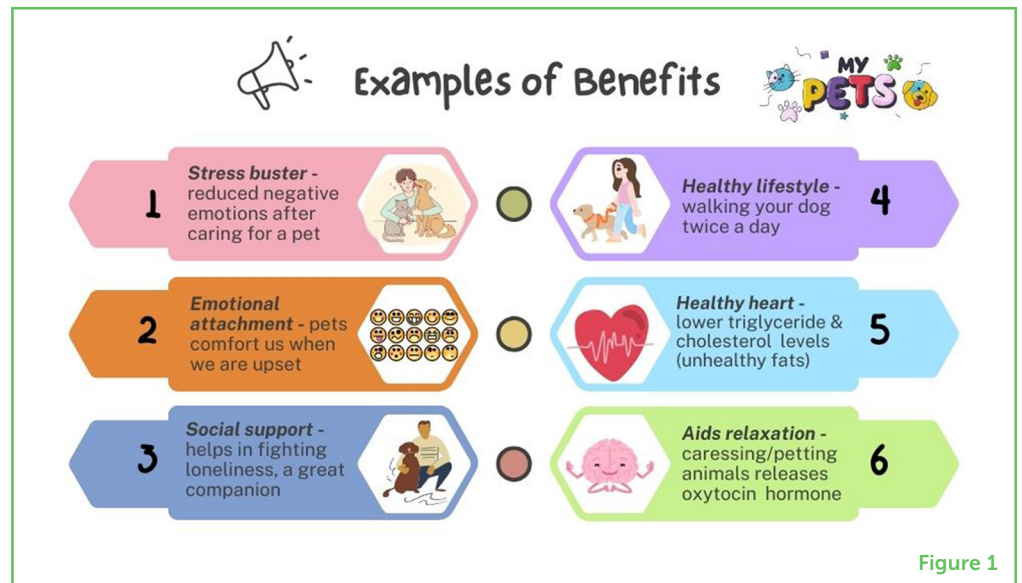 Examples of Benefits
MY
PETS
1
Stress buster -
reduced negative
emotions after
caring for a pet
2
Emotional
attachment - pets
comfort us when
we are upset
3
Social support -
helps in fighting
loneliness, a great
companion
Healthy lifestyle -
walking your dog
twice a day
4
Healthy heart -
lower triglyceride &
cholesterol levels
(unhealthy fats)
5
Aids relaxation -
caressing/petting
animals releases
oxytocin hormone
6
Figure 1